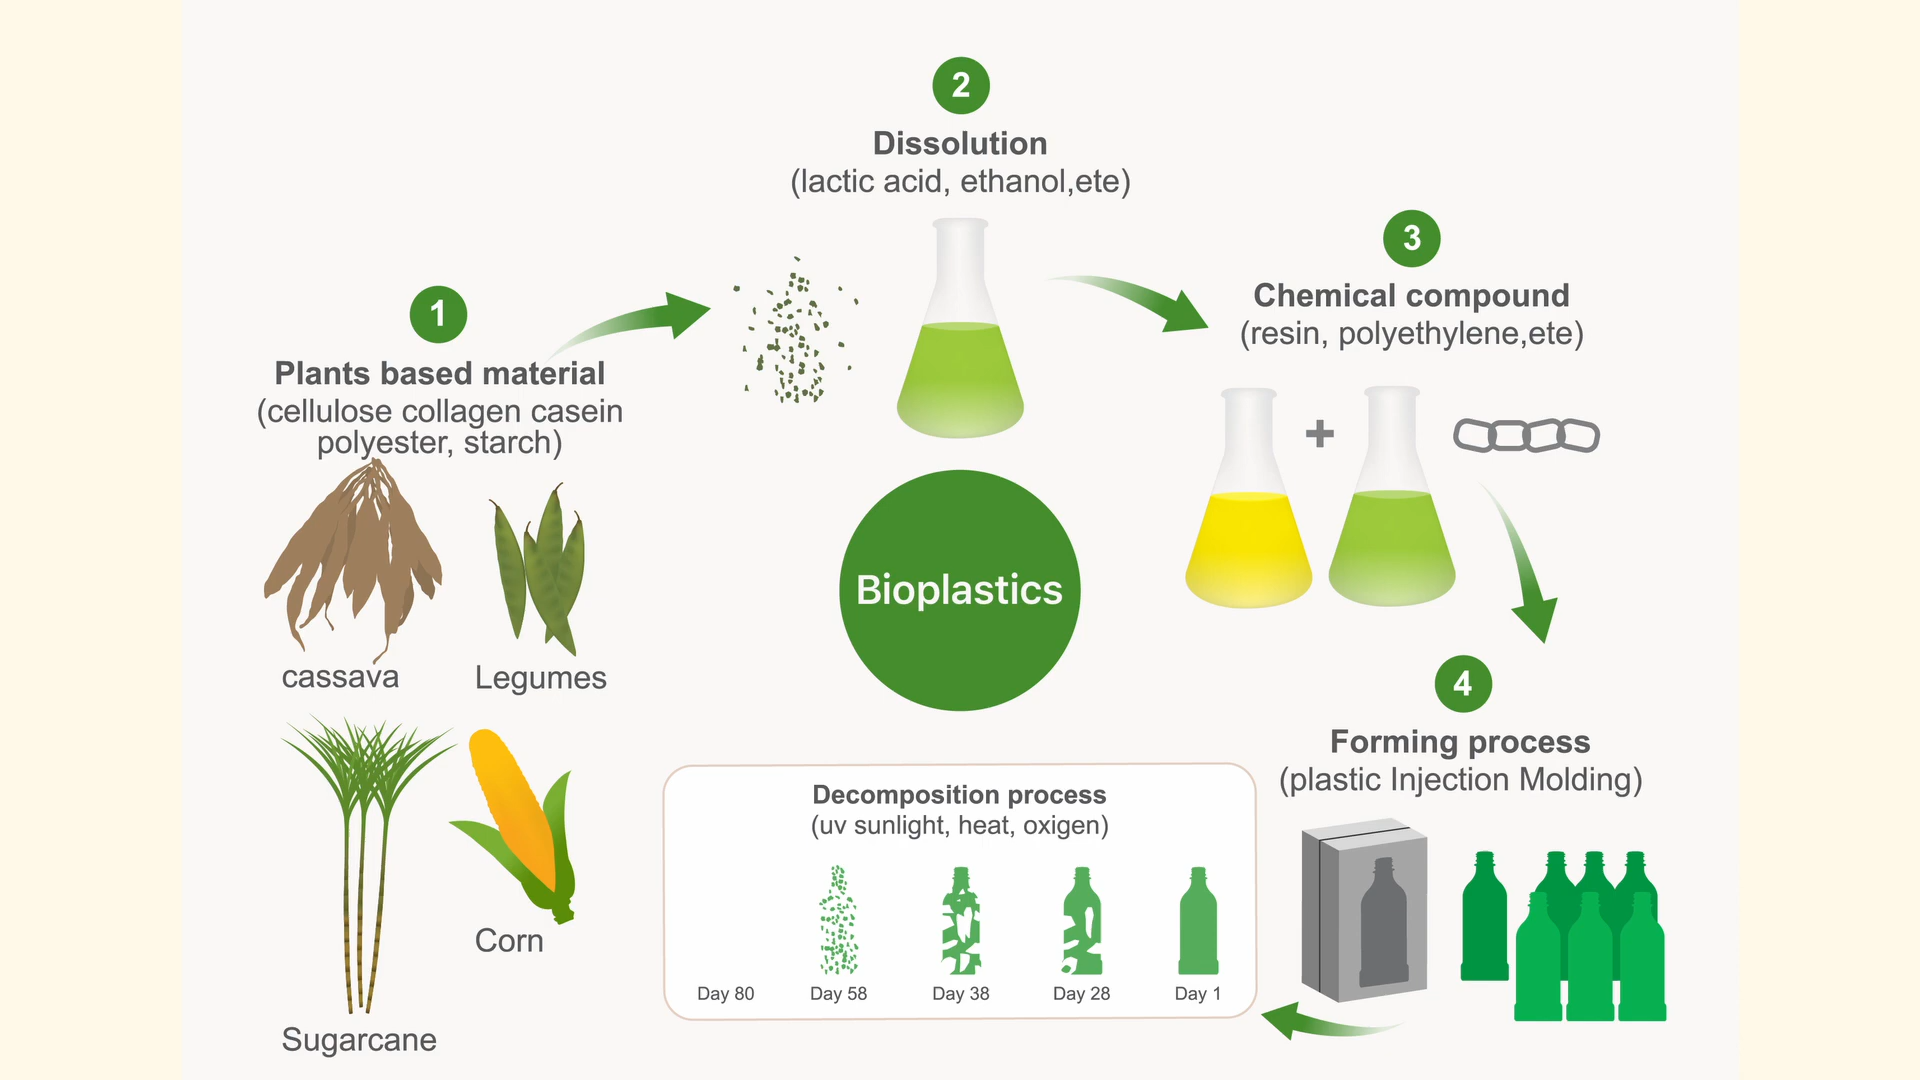 1
Plants based material
(cellulose collagen casein
polyester, starch)
cassava
Legumes
Sugarcane
Corn
2
Dissolution
(lactic acid, ethanol,ete)
3
Chemical compound
(resin, polyethylene,ete)
+
4
Forming process
(plastic Injection Molding)
Bioplastics
Decomposition process
(uv sunlight, heat, oxigen)
Day 80 Day 58 Day 38 Day 28 Day 1